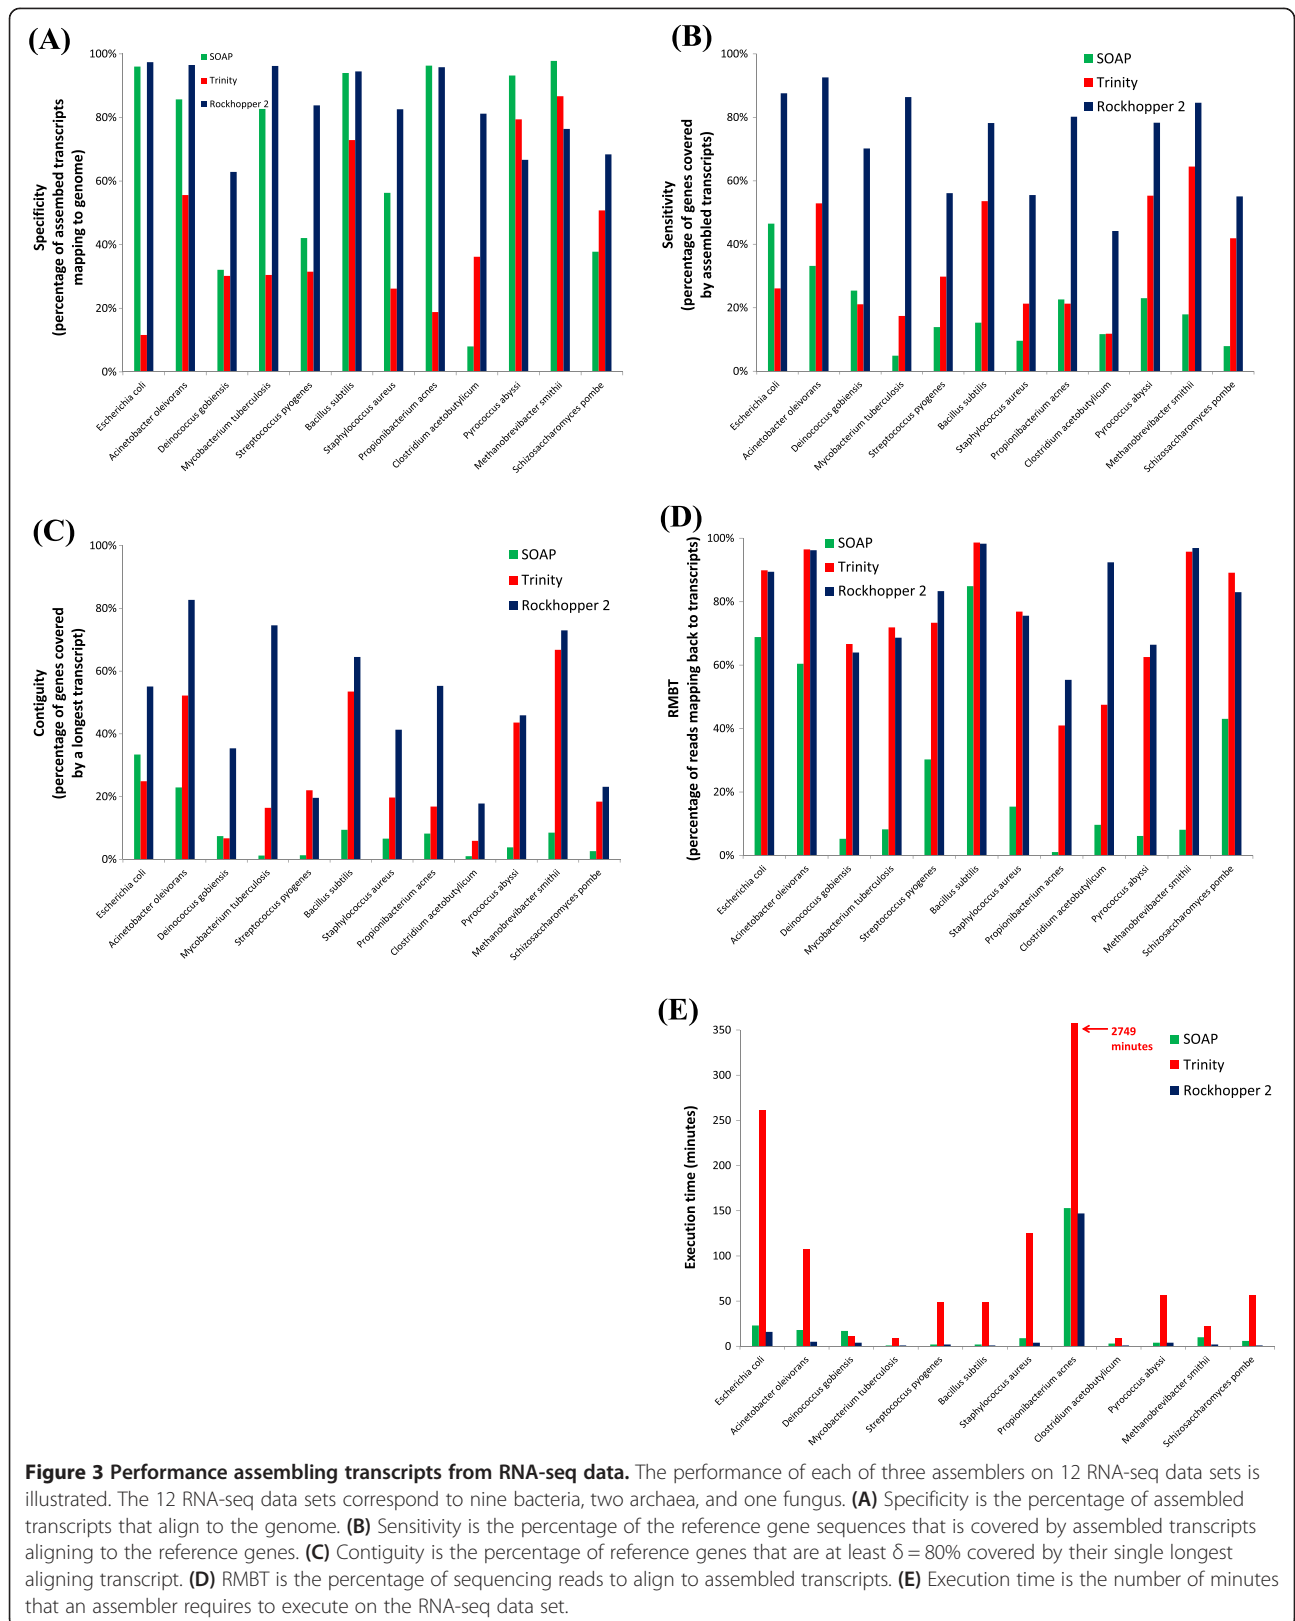 (A)
SOAP
Trinity
Rockhopper 2
100%
80%
60%
40%
20%
0%
Specificity
(percentage of assembed transcripts
mapping to genome)
Escherichia coli
Acinetobacter oleivorans
Deinococcus gobiensis
Mycobacterium tuberculosis
Streptococcus pyogenes
Bacillus subtilis
Staphylococcus aureus
Propionibacterium acnes
Clostridium acetobutylicum
Pyrococcus abyssi
Methanobrevibacter smithii
Schizosaccharomyces pombe
(B)
SOAP
Trinity
Rockhopper 2
100%
80%
60%
40%
20%
0%
Sensitivity
(percentage of genes covered
by assembled transcripts)
Escherichia coli
Acinetobacter oleivorans
Deinococcus gobiensis
Mycobacterium tuberculosis
Streptococcus pyogenes
Bacillus subtilis
Staphylococcus aureus
Propionibacterium acnes
Clostridium acetobutylicum
Pyrococcus abyssi
Methanobrevibacter smithii
Schizosaccharomyces pombe
(C)
SOAP
Trinity
Rockhopper 2
100%
80%
60%
40%
20%
0%
Contiguity
(percentage of genes covered
by a longest transcript)
Escherichia coli
Acinetobacter oleivorans
Deinococcus gobiensis
Mycobacterium tuberculosis
Streptococcus pyogenes
Bacillus subtilis
Staphylococcus aureus
Propionibacterium acnes
Clostridium acetobutylicum
Pyrococcus abyssi
Methanobrevibacter smithii
Schizosaccharomyces pombe
(D)
SOAP
Trinity
Rockhopper 2
100%
80%
60%
40%
20%
0%
RMBT
(percentage of reads mapping back to transcripts)
Escherichia coli
Acinetobacter oleivorans
Deinococcus gobiensis
Mycobacterium tuberculosis
Streptococcus pyogenes
Bacillus subtilis
Staphylococcus aureus
Propionibacterium acnes
Clostridium acetobutylicum
Pyrococcus abyssi
Methanobrevibacter smithii
Schizosaccharomyces pombe
(E)
2749
minutes
SOAP
Trinity
Rockhopper 2
350
300
250
200
150
100
50
0
Execution time (minutes)
Escherichia coli
Acinetobacter oleivorans
Deinococcus gobiensis
Mycobacterium tuberculosis
Streptococcus pyogenes
Bacillus subtilis
Staphylococcus aureus
Propionibacterium acnes
Clostridium acetobutylicum
Pyrococcus abyssi
Methanobrevibacter smithii
Schizosaccharomyces pombe
Figure 3 Performance assembling transcripts from RNA-seq data. The performance of each of three assemblers on 12 RNA-seq data sets is
illustrated. The 12 RNA-seq data sets correspond to nine bacteria, two archaea, and one fungus. (A) Specificity is the percentage of assembled
transcripts that align to the genome. (B) Sensitivity is the percentage of the reference gene sequences that is covered by assembled transcripts
aligning to the reference genes. (C) Contiguity is the percentage of reference genes that are at least δ = 80% covered by their single longest
aligning transcript. (D) RMBT is the percentage of sequencing reads to align to assembled transcripts. (E) Execution time is the number of minutes
that an assembler requires to execute on the RNA-seq data set.